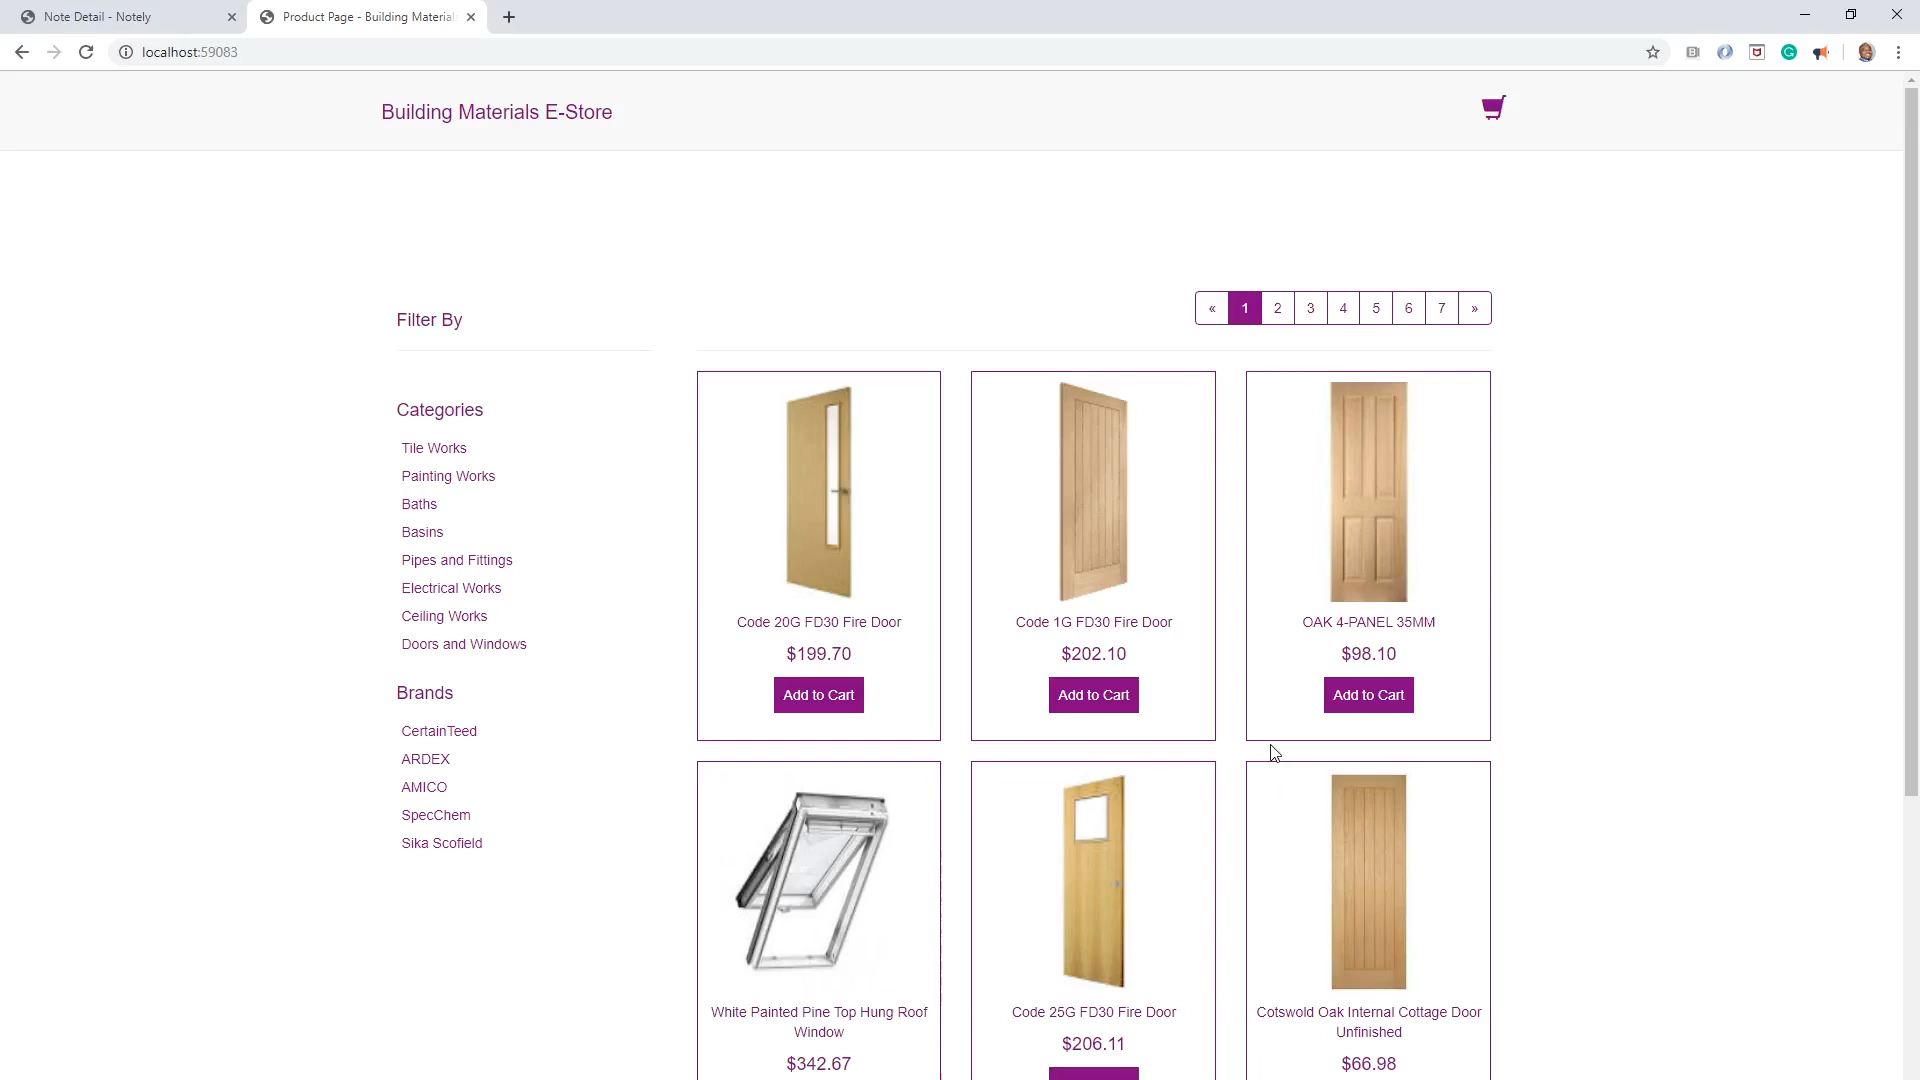 Note Detail - Notely
Product Page - Building Material
localhost:59083
Building Materials E-Store
Filter By
« 1 2 3 4 5 6 7 »
Categories
Tile Works
Painting Works
Baths
Basins
Pipes and Fittings
Electrical Works
Ceiling Works
Doors and Windows
Brands
CertainTeed
ARDEX
AMICO
SpecChem
Sika Scofield
Code 20G FD30 Fire Door
$199.70
Add to Cart
Code 1G FD30 Fire Door
$202.10
Add to Cart
OAK 4-PANEL 35MM
$98.10
Add to Cart
White Painted Pine Top Hung Roof
Window
$342.67
Code 25G FD30 Fire Door
$206.11
Cotswold Oak Internal Cottage Door
Unfinished
$66.98